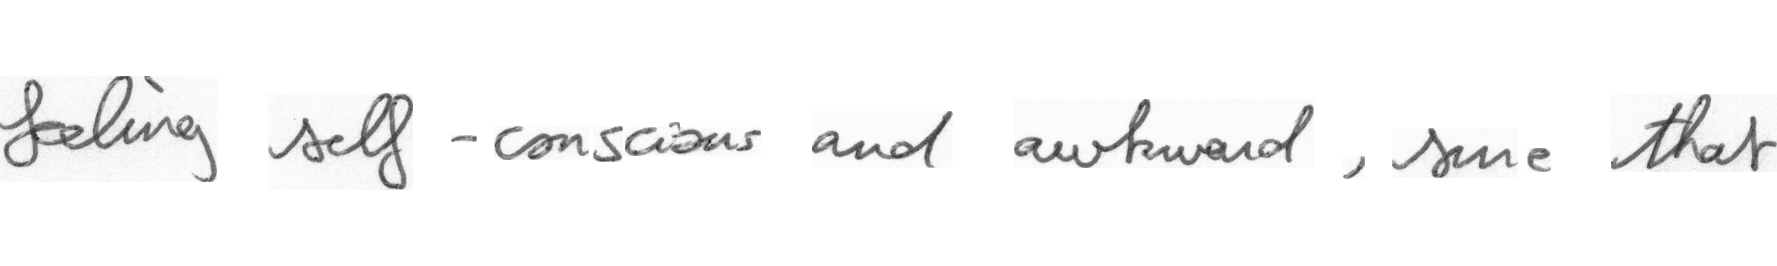 feeling self-conscious and awkward, sure that